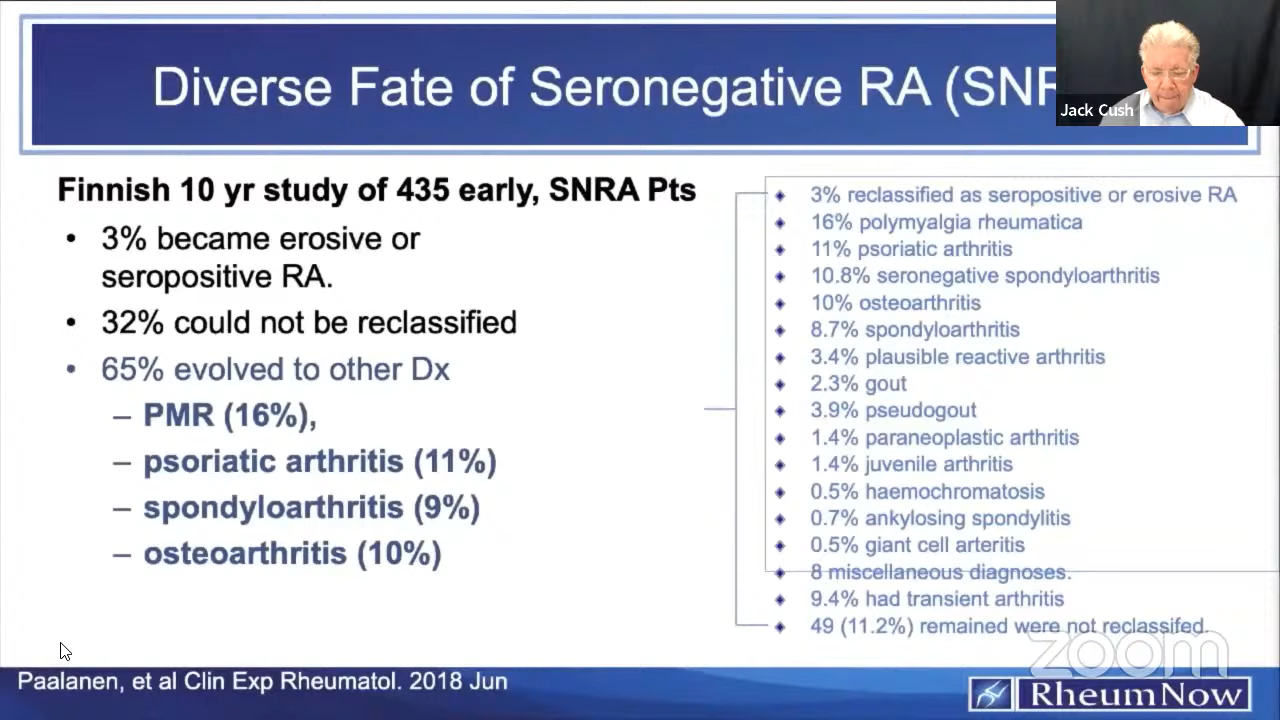 Diverse Fate of Seronegative RA (SNR
Jack Cush
Finnish 10 yr study of 435 early, SNRA Pts
• 3% became erosive or
seropositive RA.
• 32% could not be reclassified
• 65% evolved to other Dx
– PMR (16%),
– psoriatic arthritis (11%)
– spondyloarthritis (9%)
– osteoarthritis (10%)
3% reclassified as seropositive or erosive RA
16% polymyalgia rheumatica
11% psoriatic arthritis
10.8% seronegative spondyloarthritis
10% osteoarthritis
8.7% spondyloarthritis
3.4% plausible reactive arthritis
2.3% gout
3.9% pseudogout
1.4% paraneoplastic arthritis
1.4% juvenile arthritis
0.5% haemochromatosis
0.7% ankylosing spondylitis
0.5% giant cell arteritis
8 miscellaneous diagnoses.
9.4% had transient arthritis
49 (11.2%) remained were not reclassifed.
zoom
Paalanen, et al Clin Exp Rheumatol. 2018 Jun
RheumNow